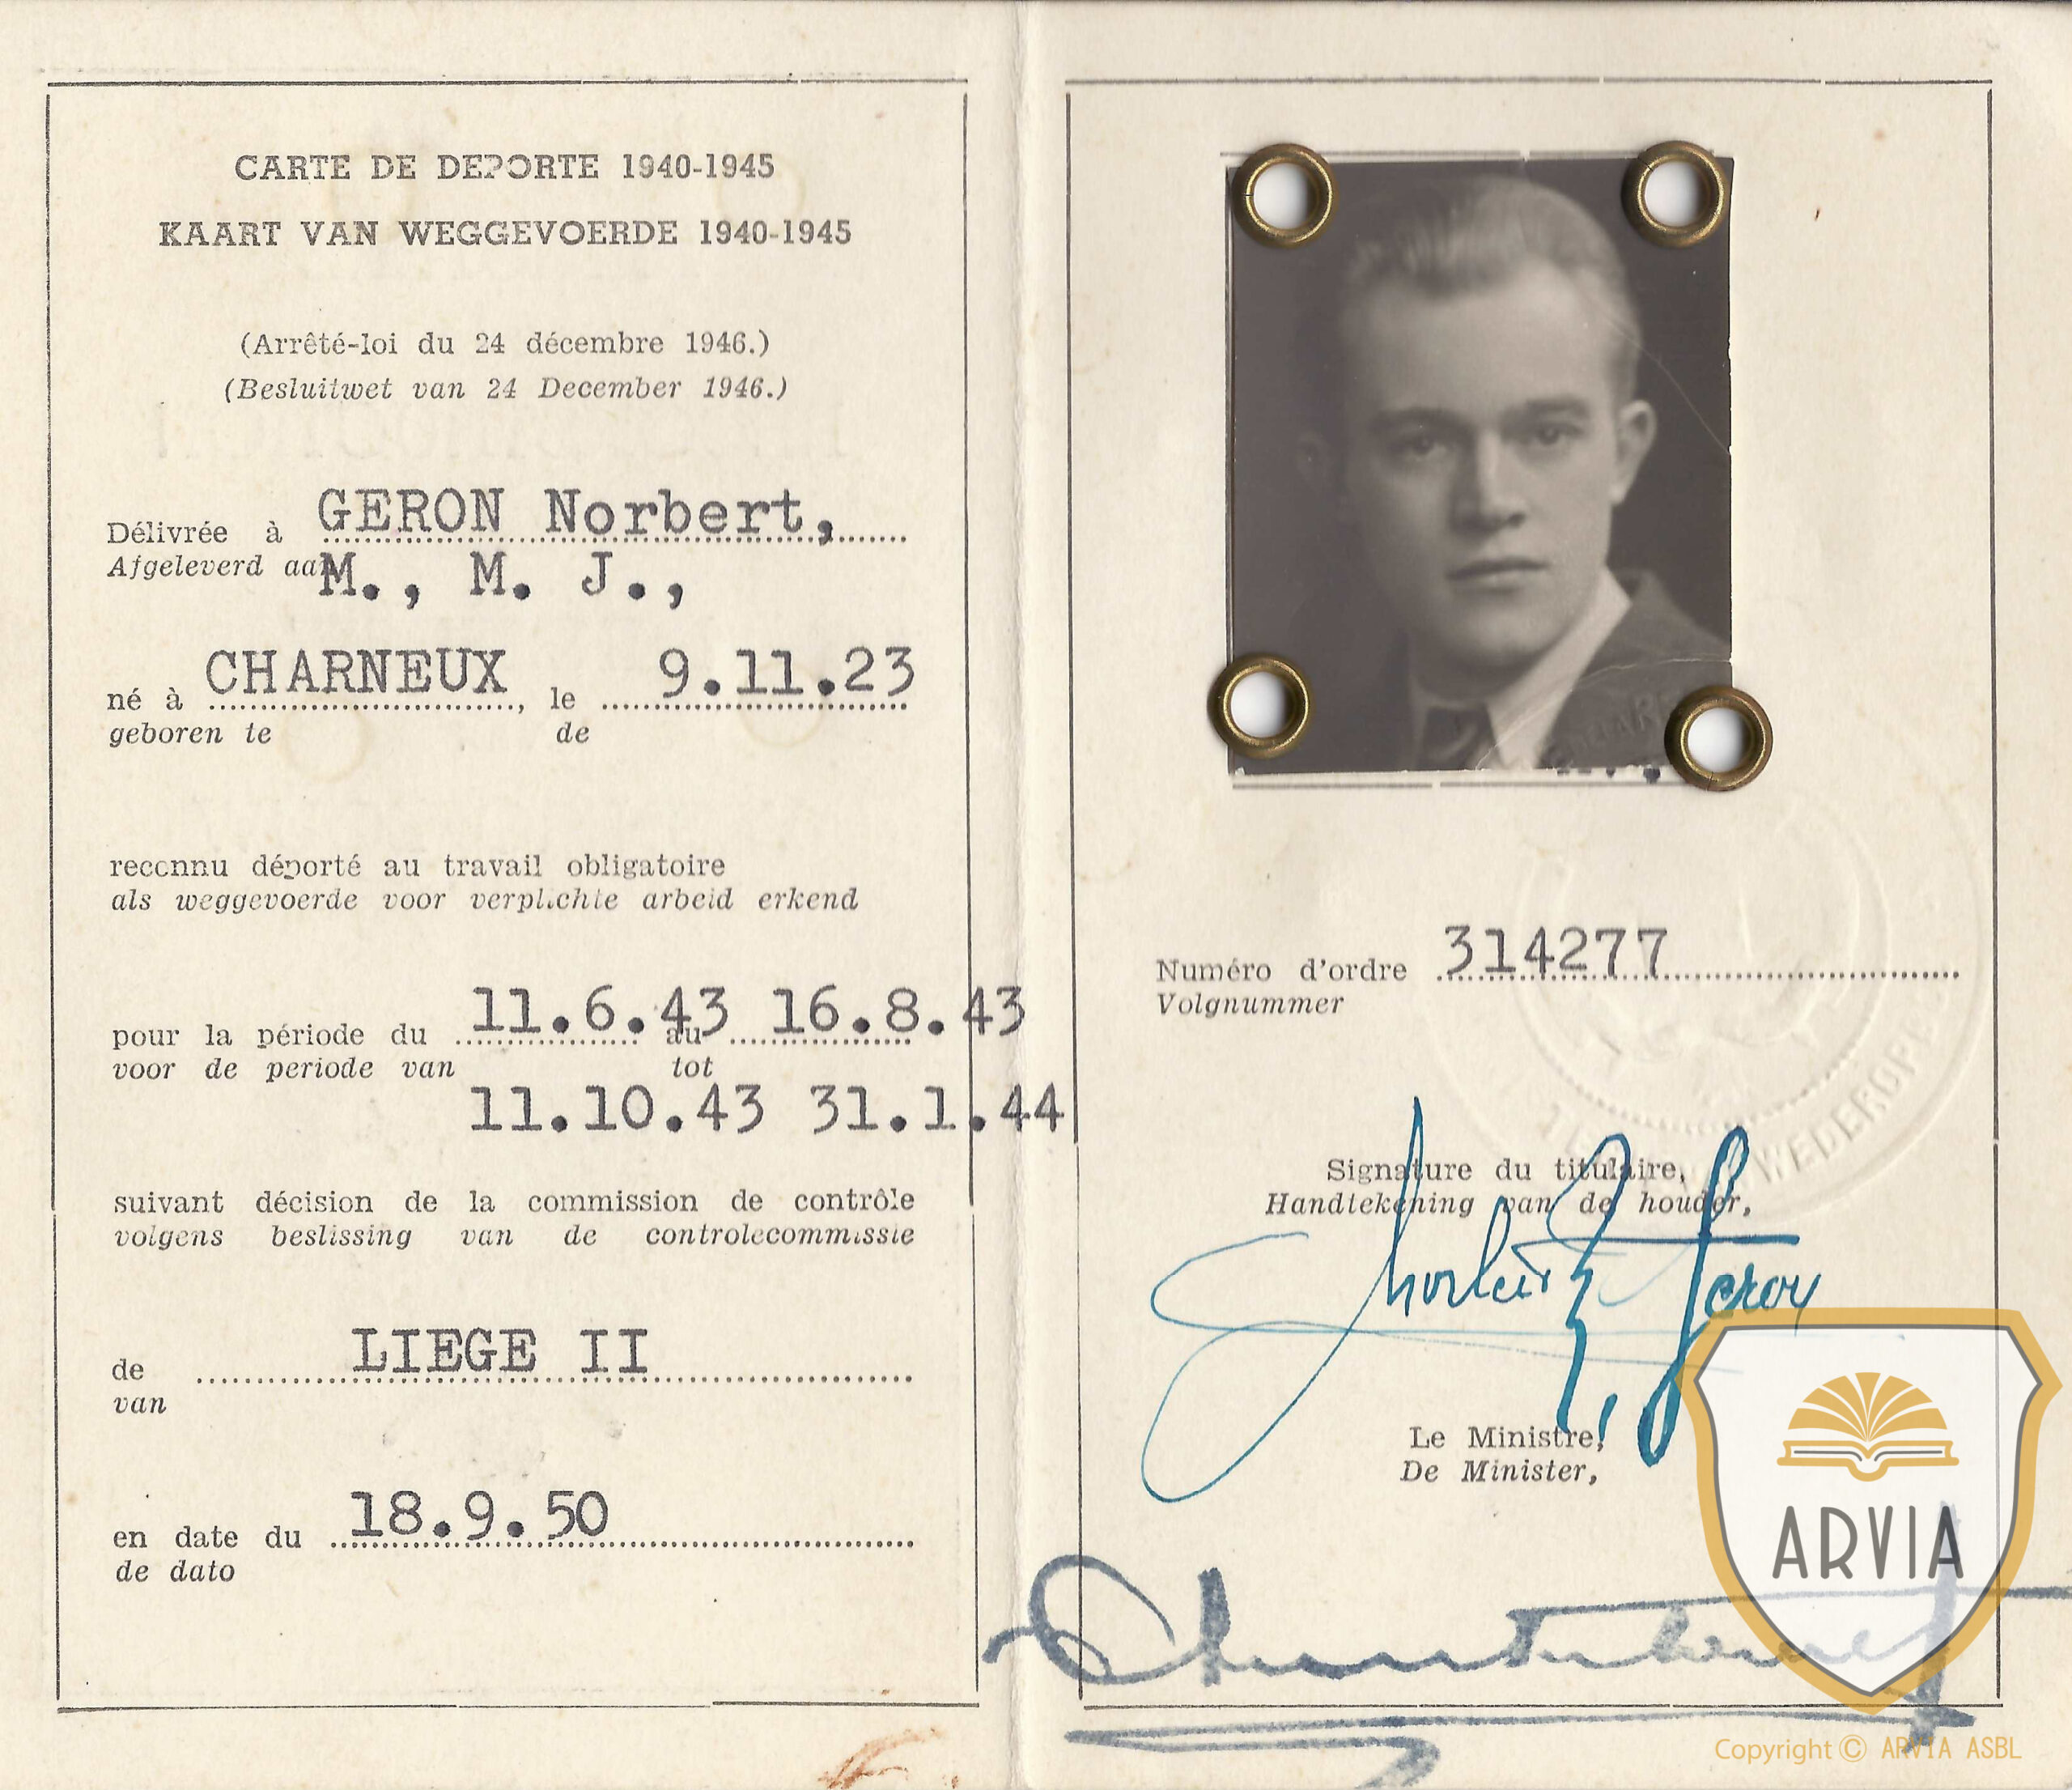 CARTE DE DEPORTE 1940-1945
KAART VAN WEGGEVOERDE 1940-1945
(Arrêté-loi du 24 décembre 1946.)
(Besluitwet van 24 December 1946.)
Délivrée à GERON Norbert,
Afgeleverd aan M., M. J.,
né à CHARNEUX, le 9.11.23
geboren te de
reconnu déporté au travail obligatoire
als weggevoerde voor verplichte arbeid erkend
pour la période du 11.6.43 au 16.8.43
voor de periode van tot
11.10.43 31.1.44
suivant décision de la commission de contrôle
volgens beslissing van de controlecommissie
de LIEGE II
van
en date du 18.9.50
de dato
Numéro d'ordre 314277
Volgnummer
WEDEROPB
Signature du titulaire,
Handtekening van de houder,
Norbert Geron
Le Ministre,
De Minister,
ARVIA
Copyright © ARVIA ASBL